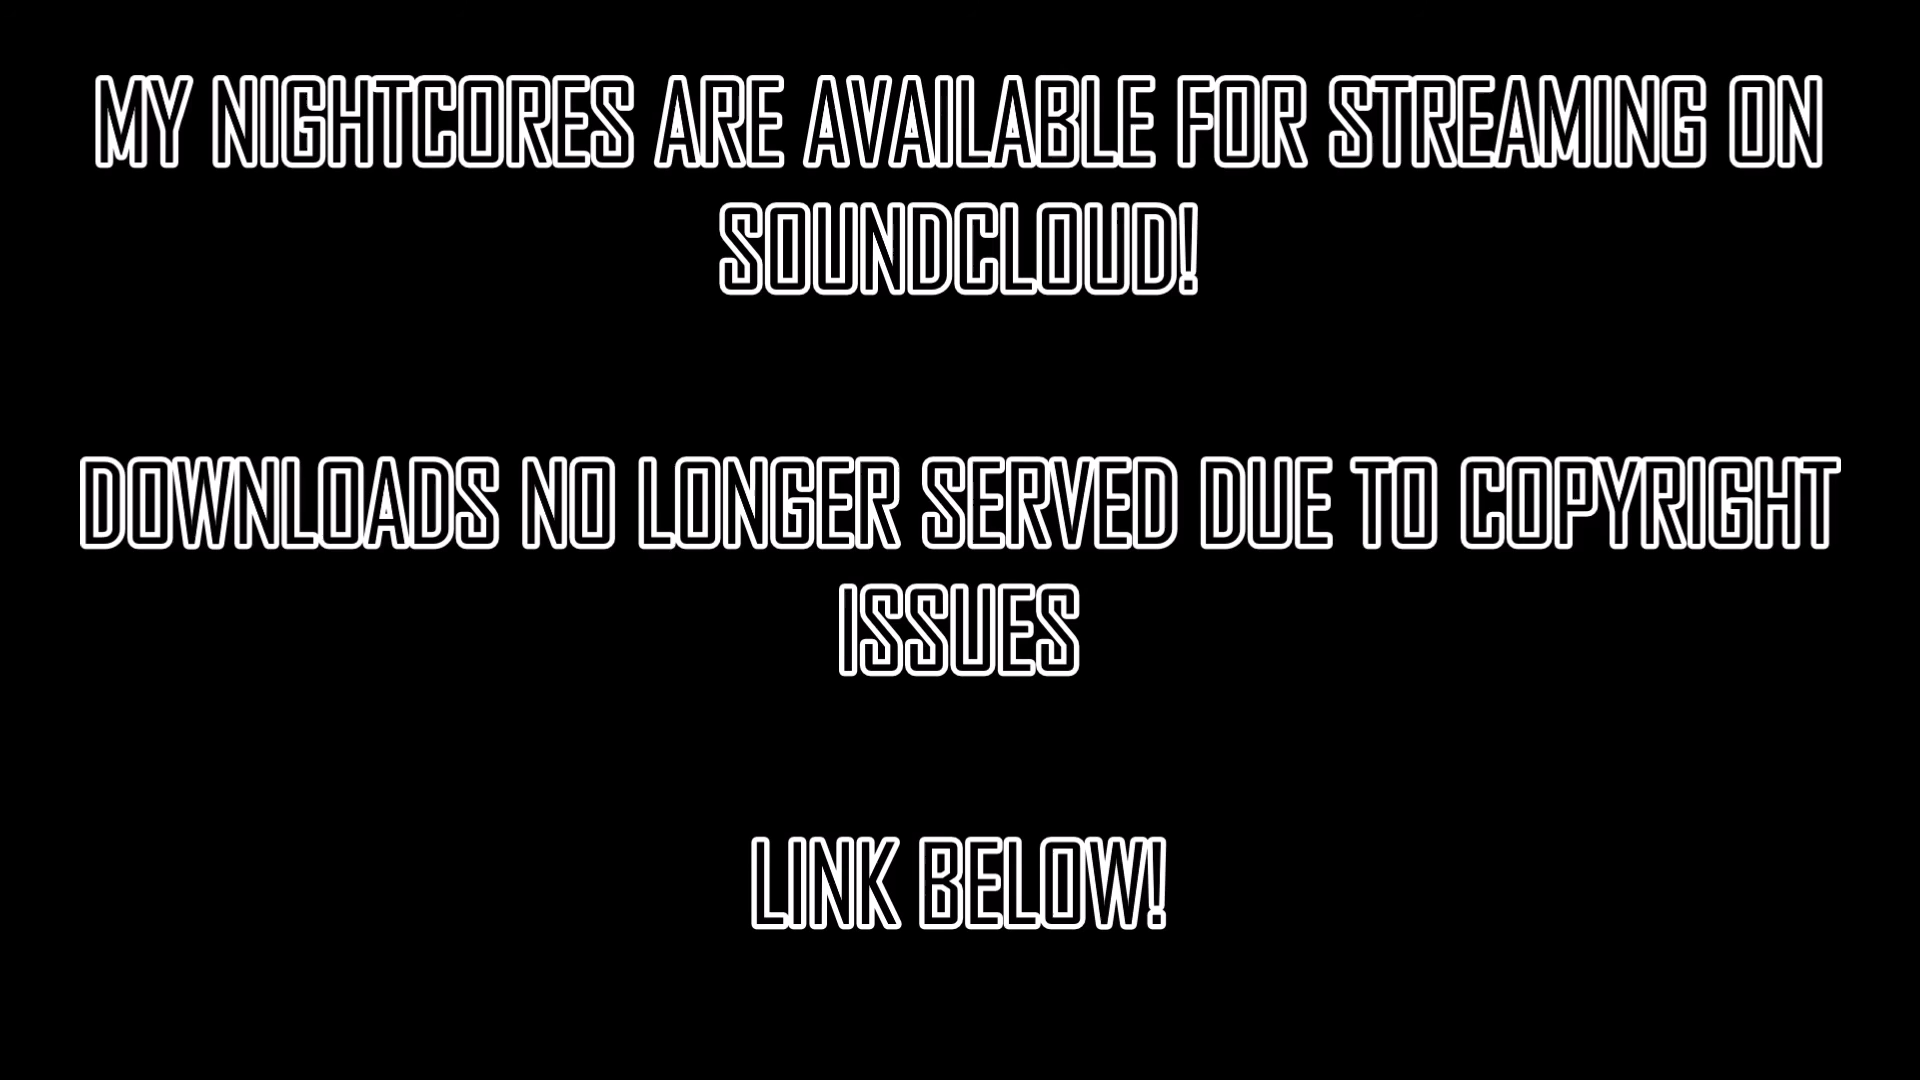 MY NIGHTCORES ARE AVAILABLE FOR STREAMING ON
SOUNDCLOUD!
DOWNLOADS NO LONGER SERVED DUE TO COPYRIGHT
ISSUES
LINK BELOW!